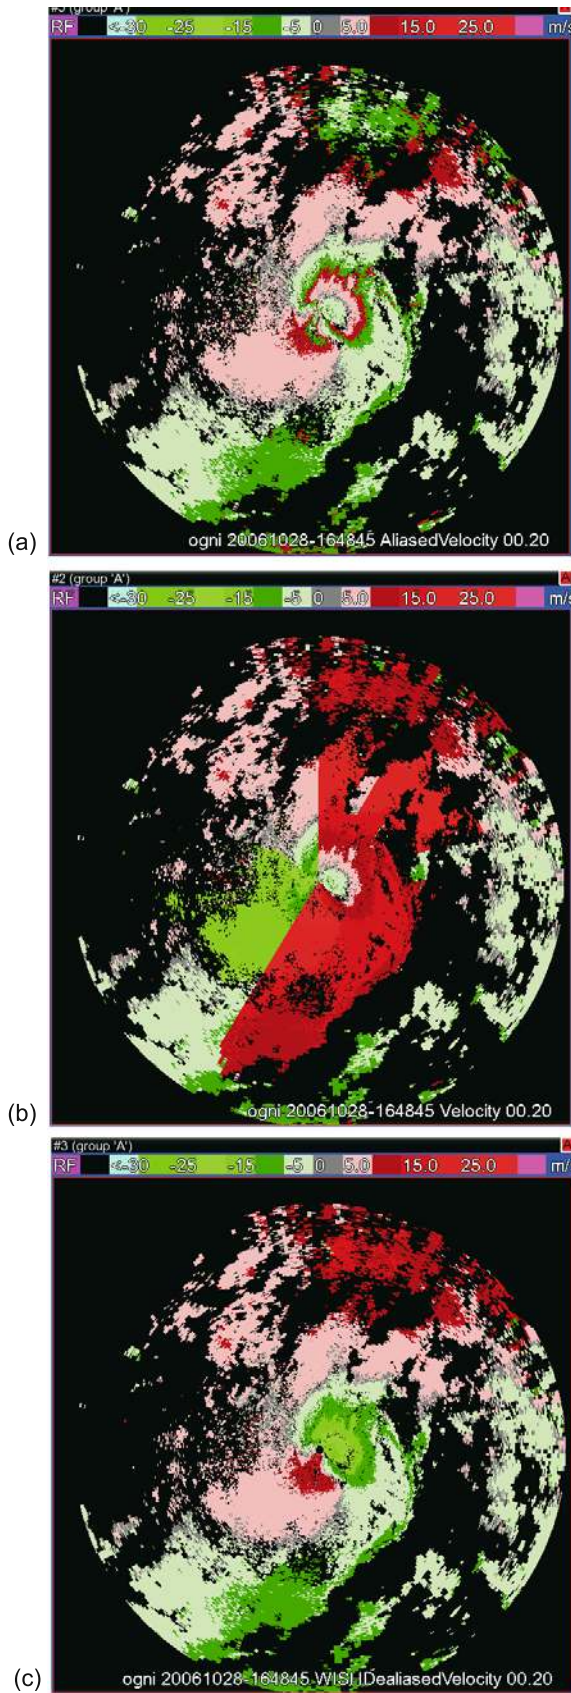 #3 (group 'A')
RF <-30 -25 -15 -5 0 5.0 15.0 25.0 m/s
ogni 20061028-164845 AliasedVelocity 00.20
(a)
#2 (group 'A') A
RF <-30 -25 -15 -5 0 5.0 15.0 25.0 m/s
ogni 20061028-164845 Velocity 00.20
(b)
#3 (group 'A') A
RF <-30 -25 -15 -5 0 5.0 15.0 25.0 m/
ogni 20061028-164845 WISHDealiasedVelocity 00.20
(c)